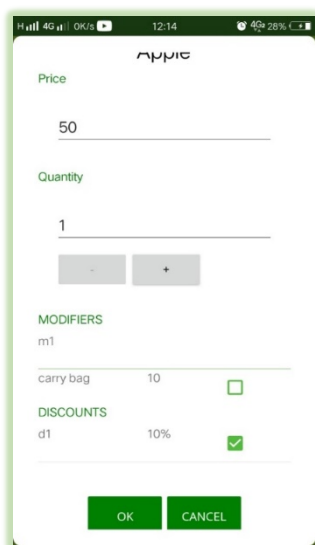 H 4G 0K/s 12:14 4G 28%
Apple
Price
50
Quantity
1
- +
MODIFIERS
m1
carry bag 10
DISCOUNTS
d1 10%
OK CANCEL